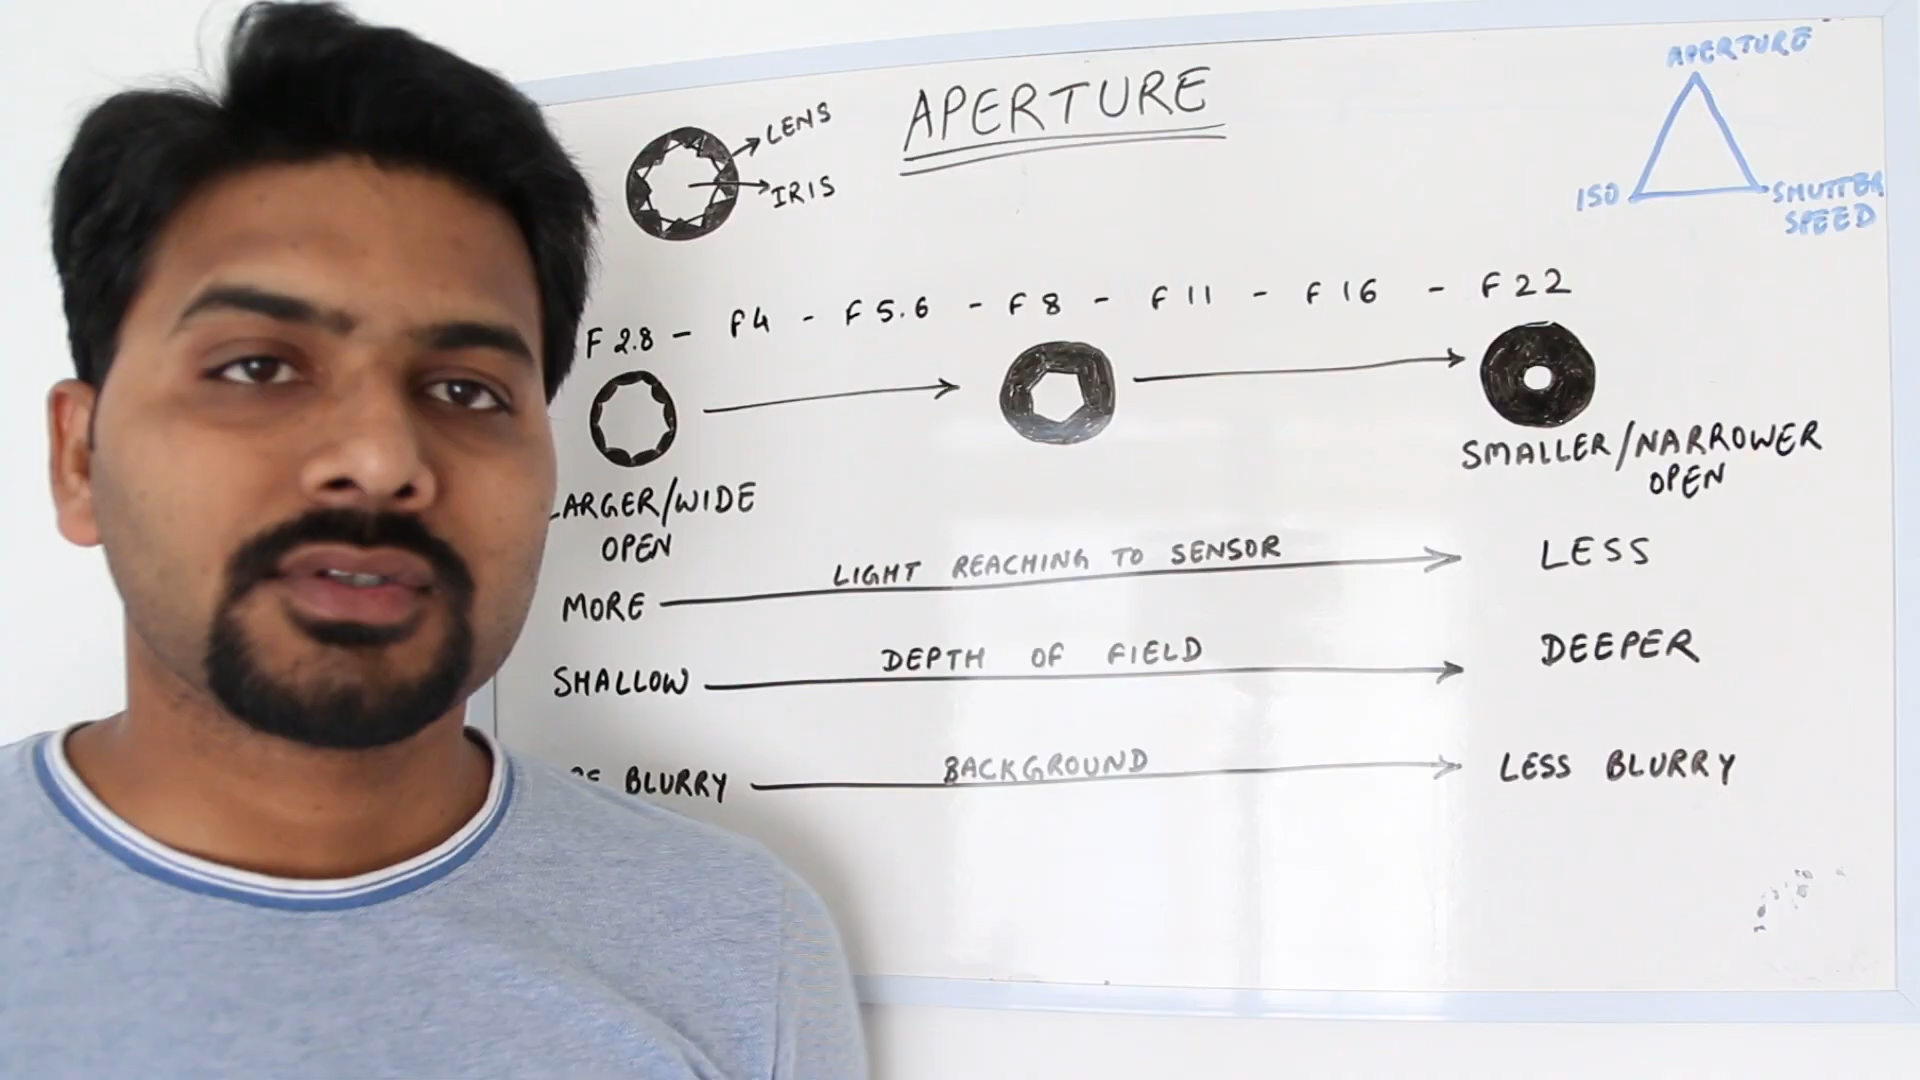 APERTURE
LENS
IRIS
APERTURE
ISO
SHUTTER
SPEED
F 2.8 - F4 - F 5.6 - F 8 - F 11 - F 16 - F 22
LARGER/WIDE
OPEN
SMALLER/NARROWER
OPEN
MORE LIGHT REACHING TO SENSOR LESS
SHALLOW DEPTH OF FIELD DEEPER
BLURRY BACKGROUND LESS BLURRY